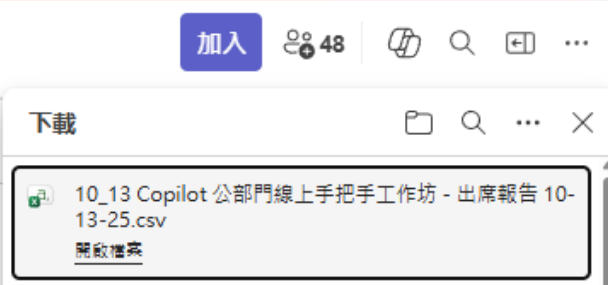 加入 48
下載
10_13 Copilot 公部門線上手把手工作坊 - 出席報告 10-
13-25.csv
開啟檔案